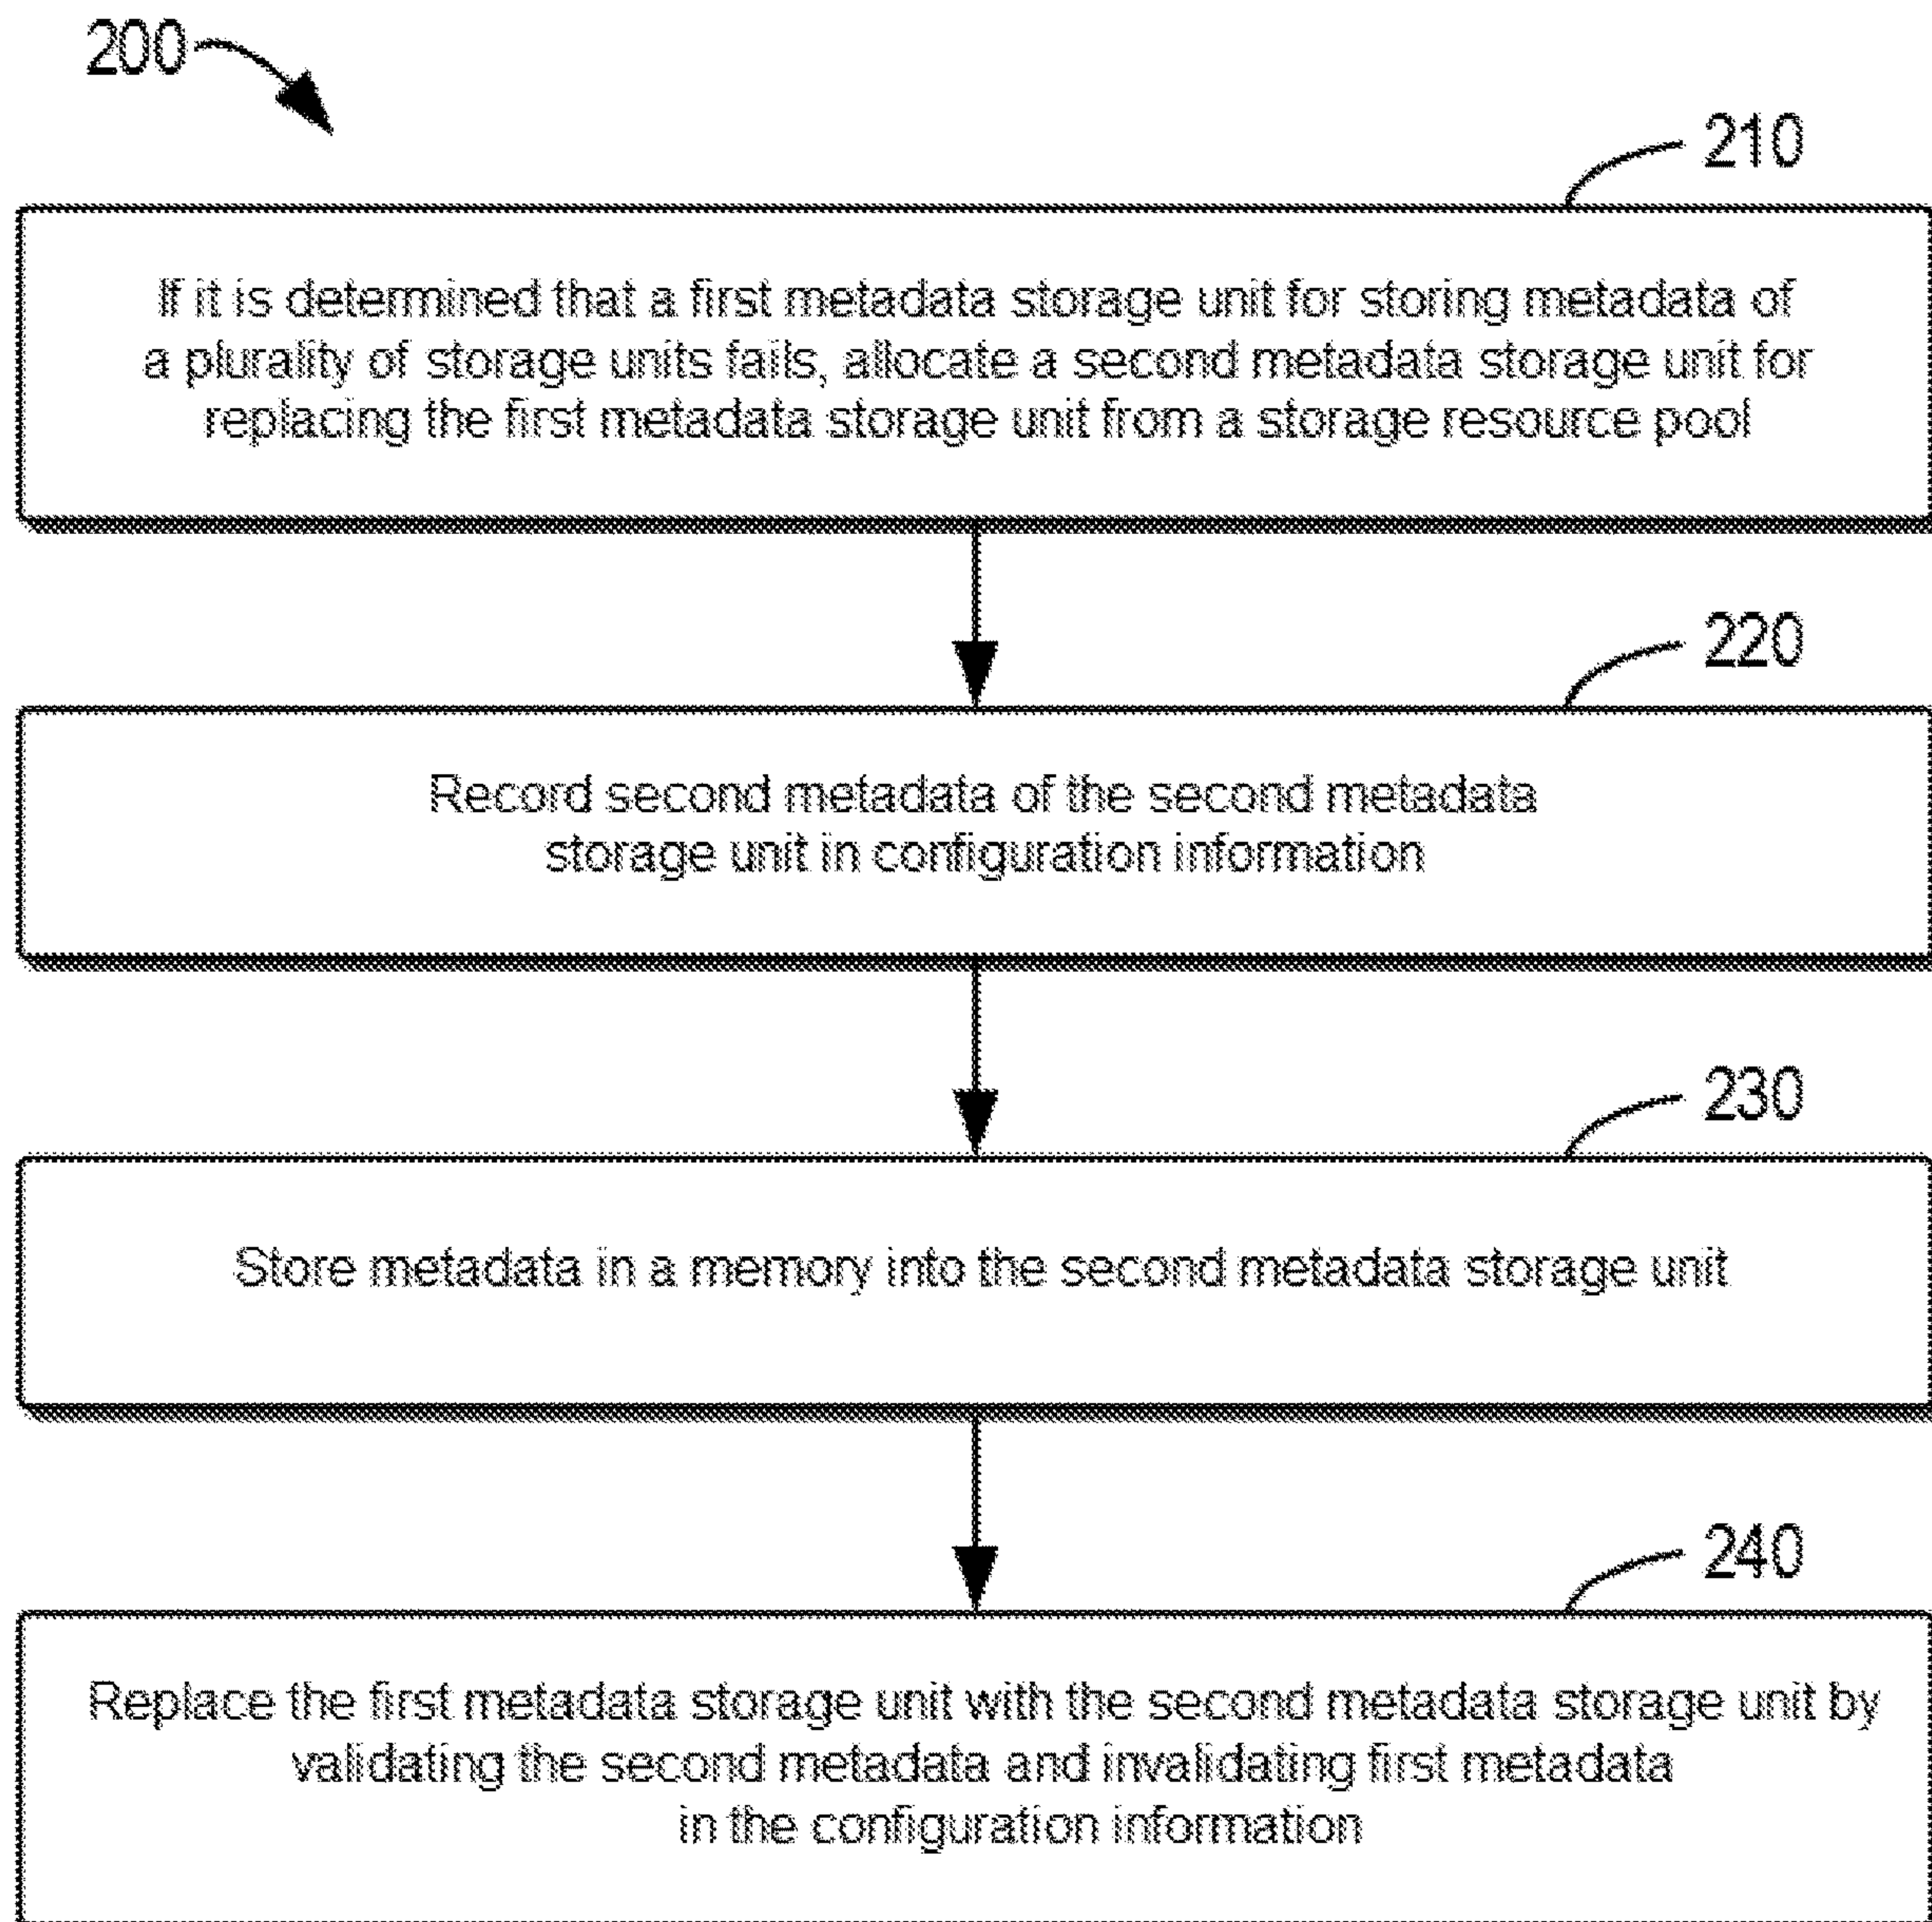 200
210
If it is determined that a first metadata storage unit for storing metadata of
a plurality of storage units fails, allocate a second metadata storage unit for
replacing the first metadata storage unit from a storage resource pool
220
Record second metadata of the second metadata
storage unit in configuration information
230
Store metadata in a memory into the second metadata storage unit
240
Replace the first metadata storage unit with the second metadata storage unit by
validating the second metadata and invalidating first metadata
in the configuration information